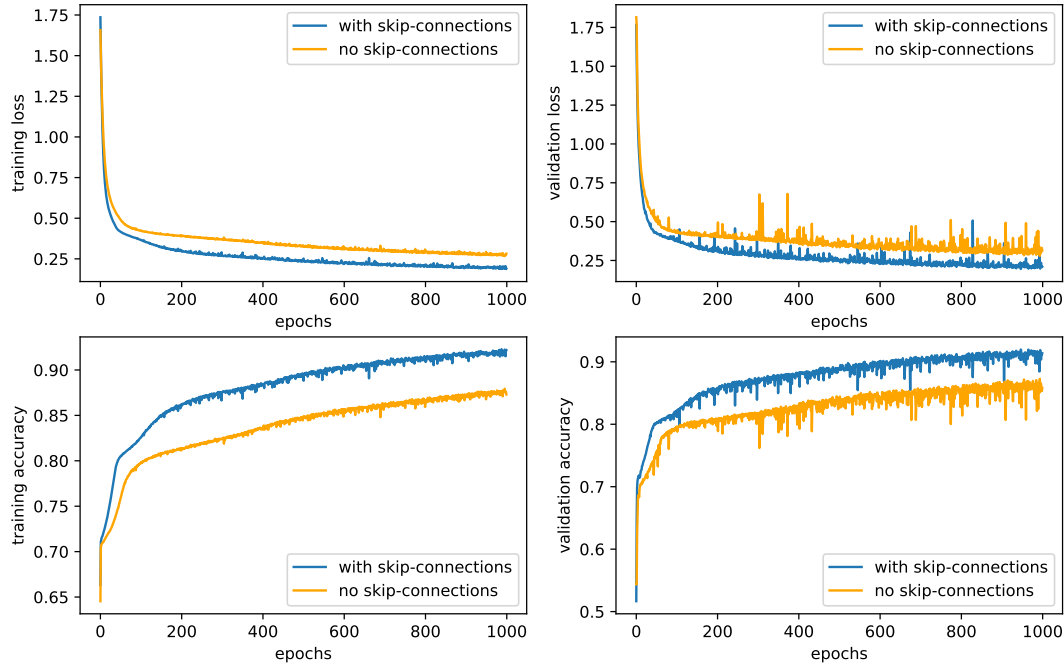 training loss
1.75
1.50
1.25
1.00
0.75
0.50
0.25
with skip-connections
no skip-connections
0 200 400 600 800 1000
epochs
validation loss
1.75
1.50
1.25
1.00
0.75
0.50
0.25
with skip-connections
no skip-connections
0 200 400 600 800 1000
epochs
training accuracy
0.90
0.85
0.80
0.75
0.70
0.65
with skip-connections
no skip-connections
0 200 400 600 800 1000
epochs
validation accuracy
0.9
0.8
0.7
0.6
0.5
with skip-connections
no skip-connections
0 200 400 600 800 1000
epochs